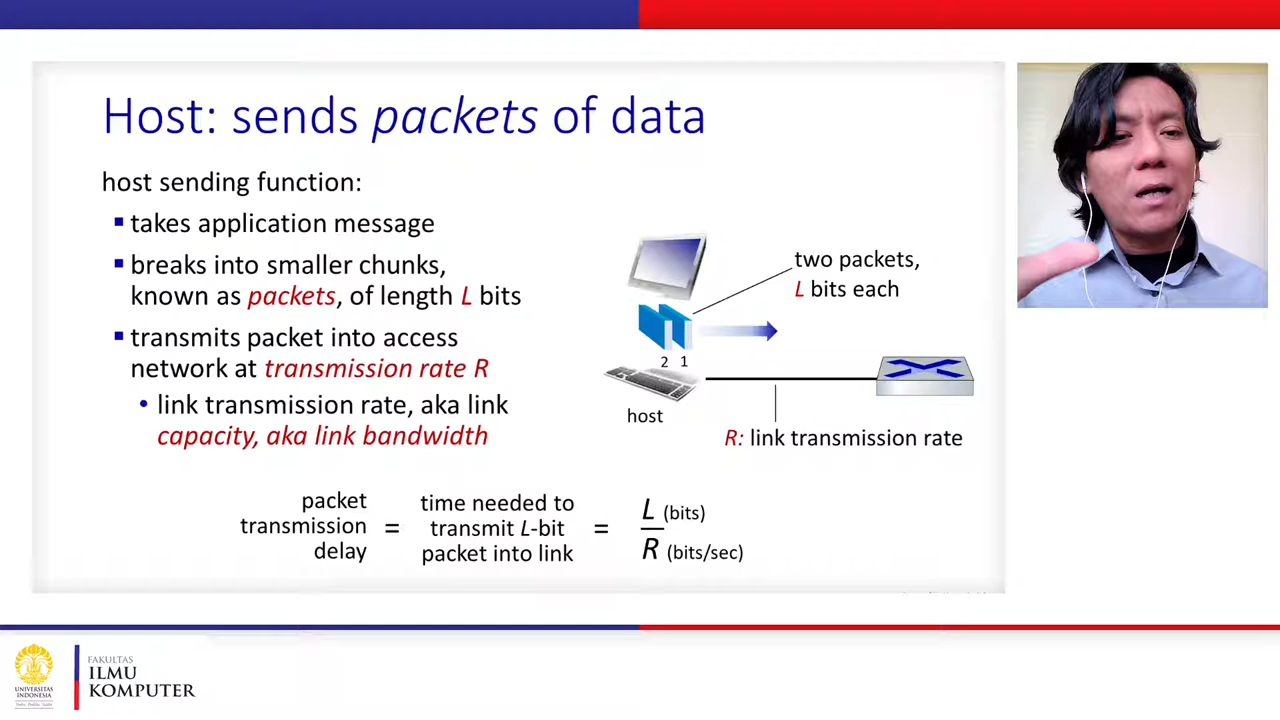 Host: sends packets of data
host sending function:
▪ takes application message
▪ breaks into smaller chunks,
known as packets, of length L bits
▪ transmits packet into access
network at transmission rate R
• link transmission rate, aka link
capacity, aka link bandwidth
two packets,
L bits each
2 1
host
R: link transmission rate
packet
transmission
delay
=
time needed to
transmit L-bit
packet into link
=
L (bits)
R (bits/sec)
UNIVERSITAS
INDONESIA
FAKULTAS
ILMU
KOMPUTER